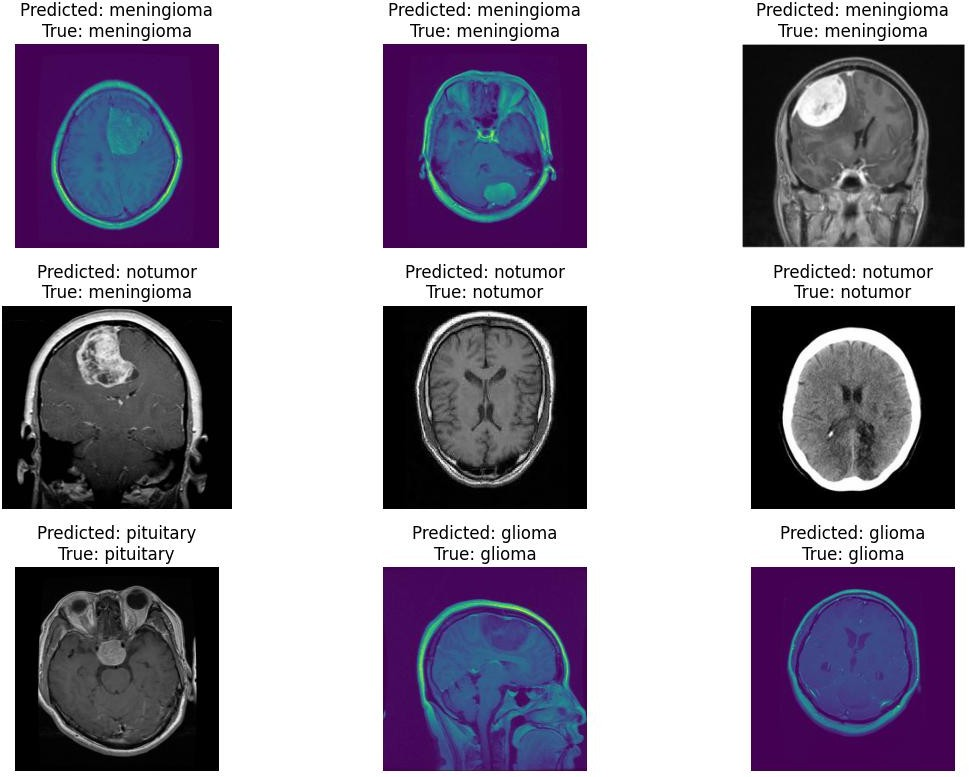 Predicted: meningioma
True: meningioma
Predicted: meningioma
True: meningioma
Predicted: meningioma
True: meningioma
Predicted: notumor
True: meningioma
Predicted: notumor
True: notumor
Predicted: notumor
True: notumor
Predicted: pituitary
True: pituitary
Predicted: glioma
True: glioma
Predicted: glioma
True: glioma